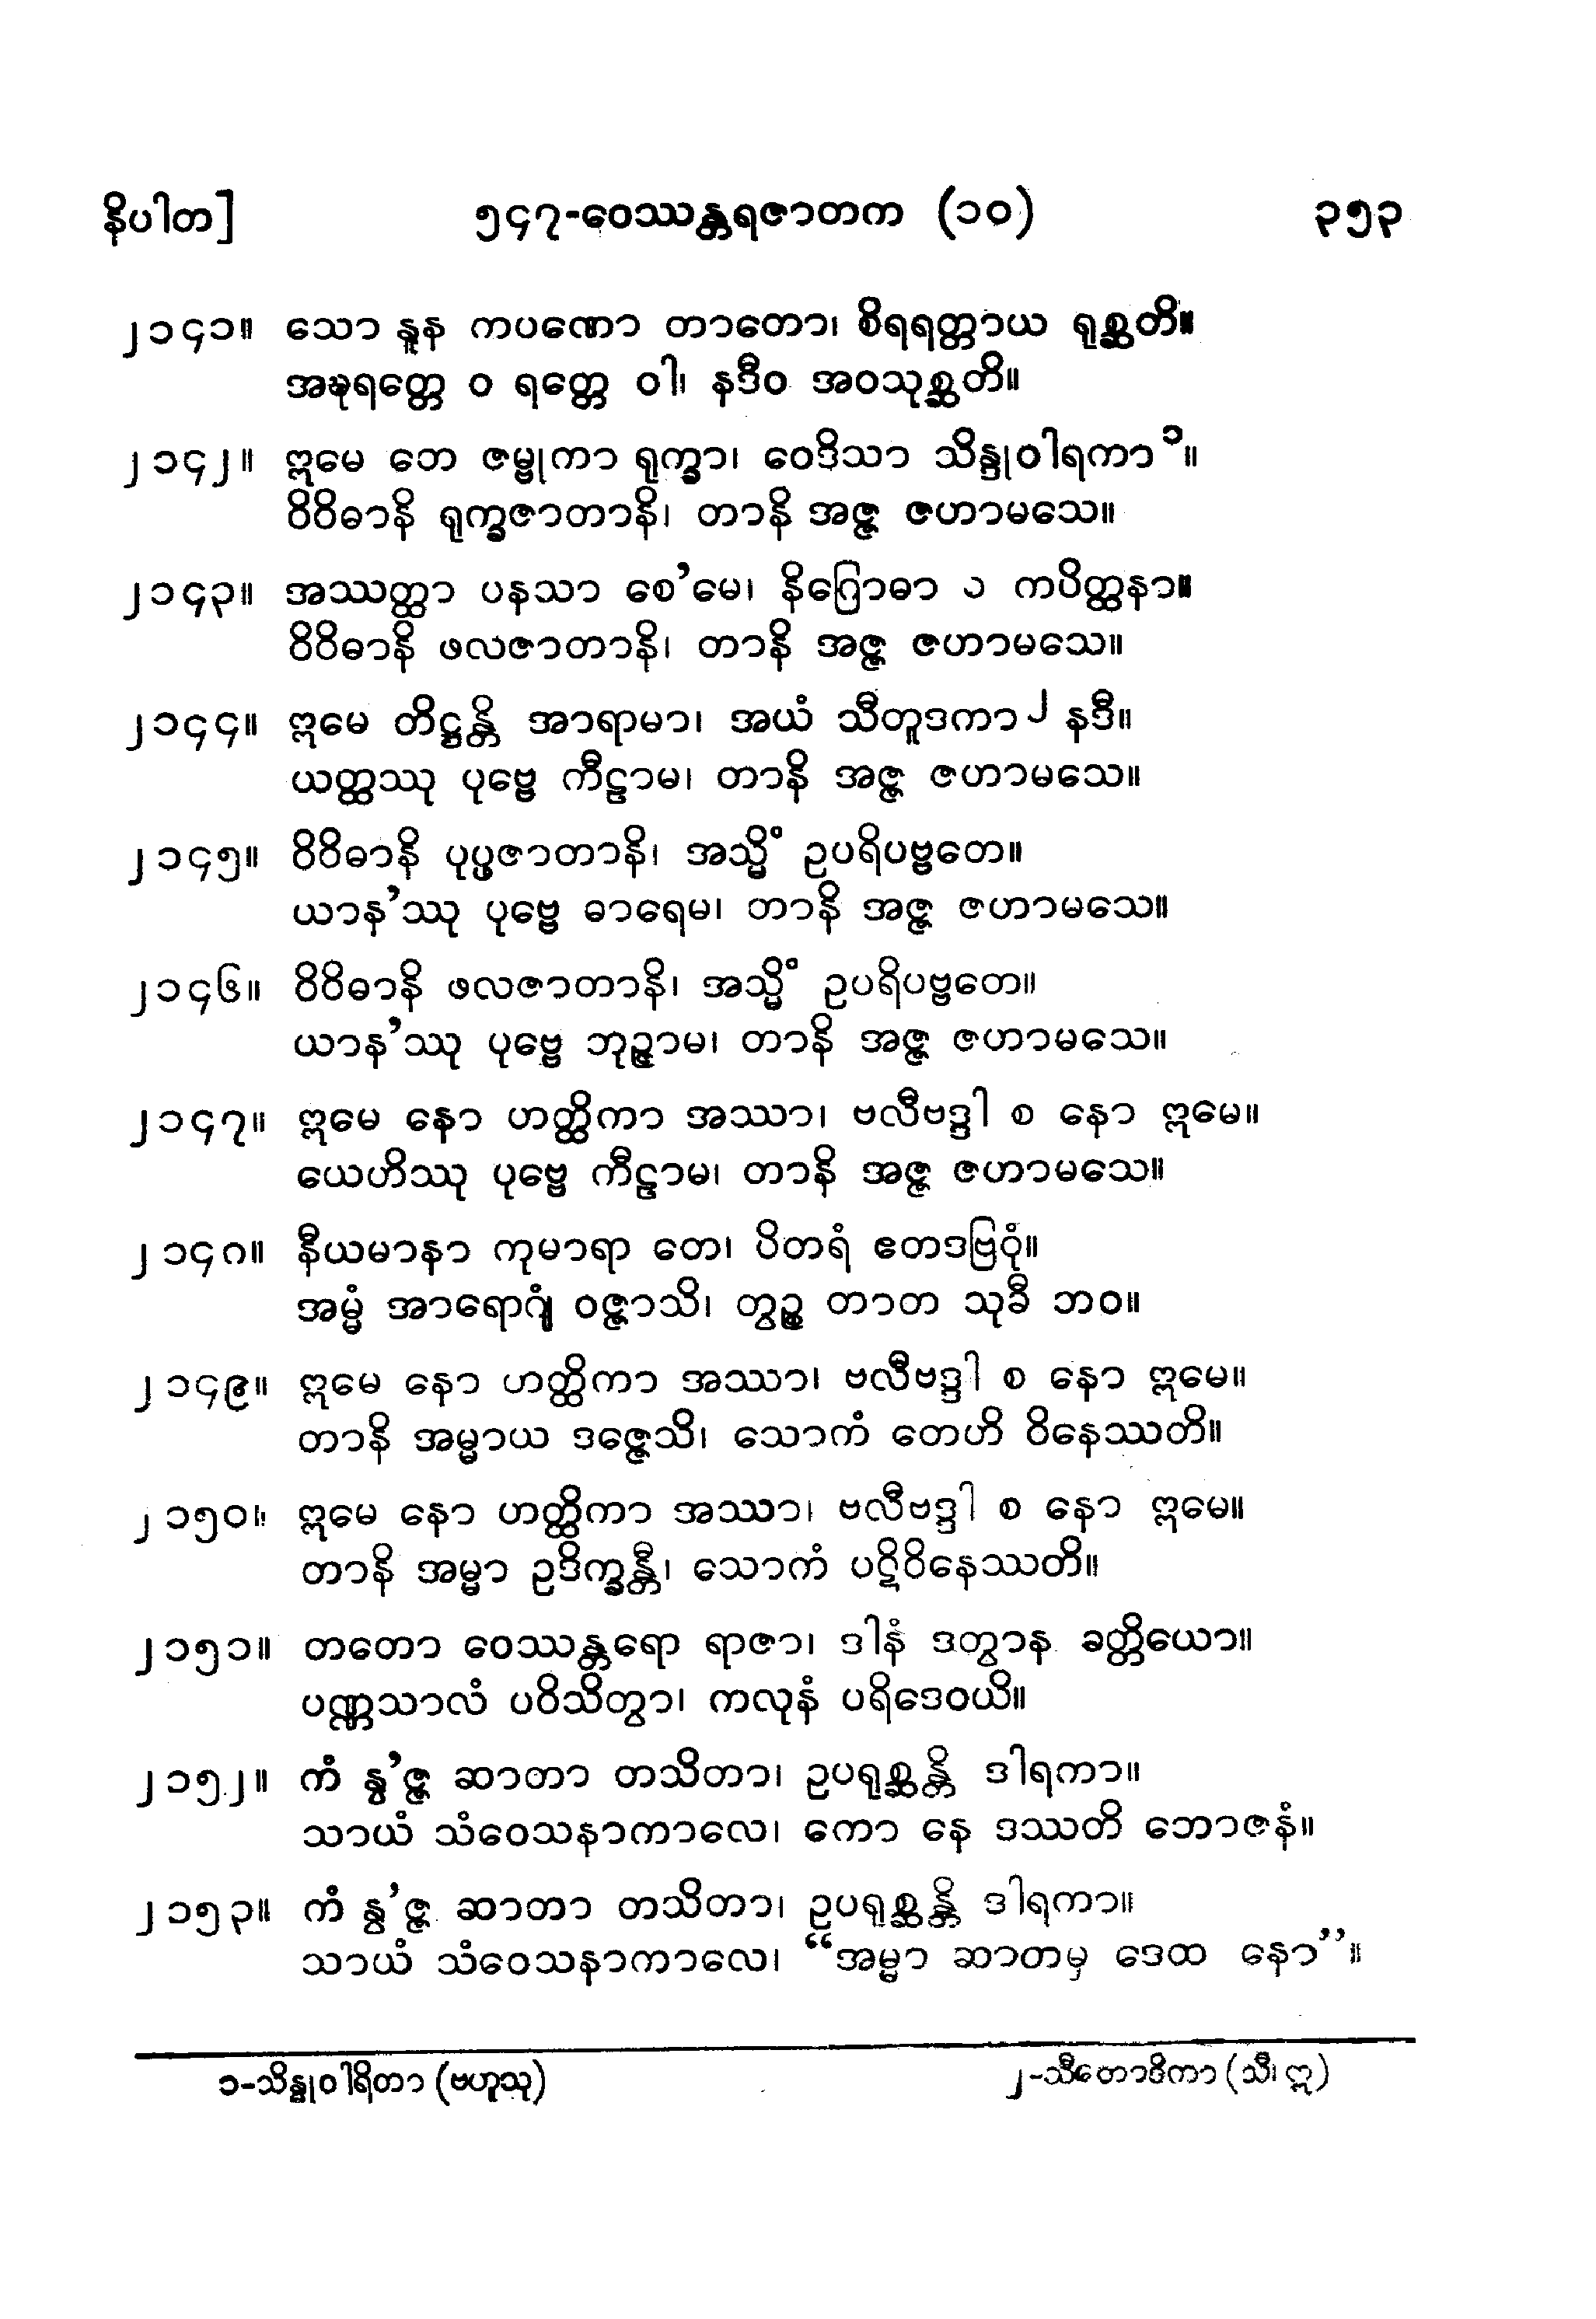 နိပါတ]	၅၄၇-ဝေဿန္တရဇာတက (၁၀)	၃၅၃
၂၁၄၁။ သော နူန ကပဏော တာတော၊ စိရရတ္တာယ ရုစ္ဆတိ။
အဍ္ဎရတ္တေ ဝ ရတ္တေ ဝါ၊ နဒီဝ အဝသုစ္ဆတိ။
၂၁၄၂။ ဣမေ တေ ဇမ္ဗုကာ ရုက္ခာ၊ ဝေဒိသာ သိန္ဒုဝါရကာ ၁။
ဝိဝိဓာနိ ရုက္ခဇာတာနိ၊ တာနိ အဇ္ဇ ဇဟာမသေ။
၂၁၄၃။ အဿတ္ထာ ပနသာ စေ’မေ၊ နိဂြောဓာ စ ကပိတ္ထနာ။
ဝိဝိဓာနိ ဖလဇာတာနိ၊ တာနိ အဇ္ဇ ဇဟာမသေ။
၂၁၄၄။ ဣမေ တိဋ္ဌန္တိ အာရာမာ၊ အယံ သီတူဒကာ ၂ နဒီ။
ယတ္ထဿု ပုဗ္ဗေ ကီဠာမ၊ တာနိ အဇ္ဇ ဇဟာမသေ။
၂၁၄၅။ ဝိဝိဓာနိ ပုပ္ဖဇာတာနိ၊ အသ္မိံ ဥပရိပဗ္ဗတေ။
ယာန’ဿု ပုဗ္ဗေ ဓာရေမ၊ တာနိ အဇ္ဇ ဇဟာမသေ။
၂၁၄၆။ ဝိဝိဓာနိ ဖလဇာတာနိ၊ အသ္မိံ ဥပရိပဗ္ဗတေ။
ယာန’ဿု ပုဗ္ဗေ ဘုဉ္ဇာမ၊ တာနိ အဇ္ဇ ဇဟာမသေ။
၂၁၄၇။ ဣမေ နော ဟတ္ထိကာ အဿာ၊ ဗလီဗဒ္ဒါ စ နော ဣမေ။
ယေဟိဿု ပုဗ္ဗေ ကီဠာမ၊ တာနိ အဇ္ဇ ဇဟာမသေ။
၂၁၄၈။ နီယမာနာ ကုမာရာ တေ၊ ပိတရံ ဧတဒဗြဝုံ။
အမ္မံ အာရောဂျံ ဝဇ္ဇာသိ၊ တွဉ္စ တာတ သုခီ ဘဝ။
၂၁၄၉။ ဣမေ နော ဟတ္ထိကာ အဿာ၊ ဗလီဗဒ္ဒါ စ နော ဣမေ။
တာနိ အမ္မာယ ဒဇ္ဇေသိ၊ သောကံ တေဟိ ဝိနေဿတိ။
၂၁၅၀။ ဣမေ နော ဟတ္ထိကာ အဿာ၊ ဗလီဗဒ္ဒါ စ နော ဣမေ။
တာနိ အမ္မာ ဥဒိက္ခန္တီ၊ သောကံ ပဋိဝိနေဿတိ။
၂၁၅၁။ တတော ဝေဿန္တရော ရာဇာ၊ ဒါနံ ဒတွာန ခတ္တိယော။
ပဏ္ဏသာလံ ပဝိသိတွာ၊ ကလုနံ ပရိဒေဝယိ။
၂၁၅၂။ ကံ နွ’ဇ္ဇ ဆာတာ တသိတာ၊ ဥပရုစ္ဆန္တိ ဒါရကာ။
သာယံ သံဝေသနာကာလေ၊ ကော နေ ဒဿတိ ဘောဇနံ။
၂၁၅၃။ ကံ နွ’ဇ္ဇ ဆာတာ တသိတာ၊ ဥပရုစ္ဆန္တိ ဒါရကာ။
သာယံ သံဝေသနာကာလေ၊ “အမ္မာ ဆာတမှ ဒေထ နော”။
၁-သိန္ဓုဝါရိတာ (ဗဟူသု)	၂-သီတောဒိကာ (သီ၊ ဣ)